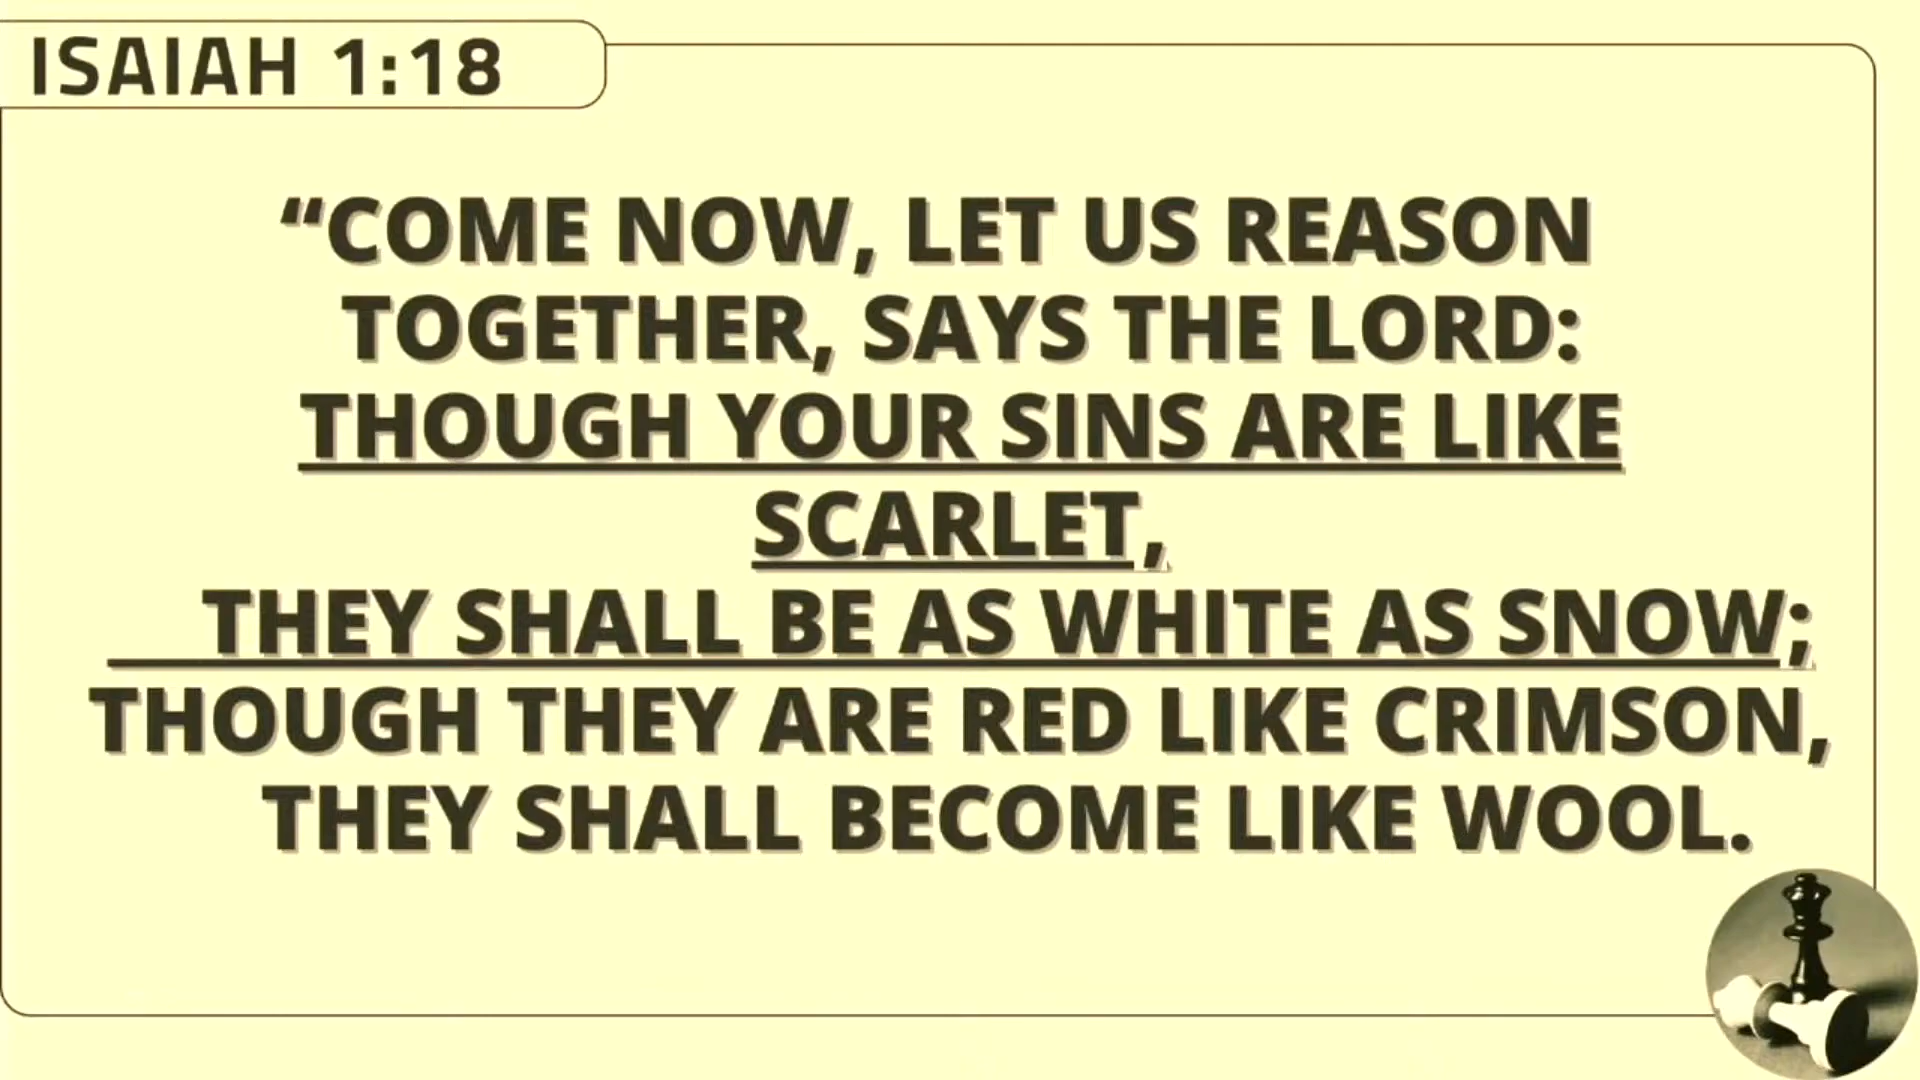 ISAIAH 1:18
“COME NOW, LET US REASON
TOGETHER, SAYS THE LORD:
THOUGH YOUR SINS ARE LIKE
SCARLET,
THEY SHALL BE AS WHITE AS SNOW;
THOUGH THEY ARE RED LIKE CRIMSON,
THEY SHALL BECOME LIKE WOOL.